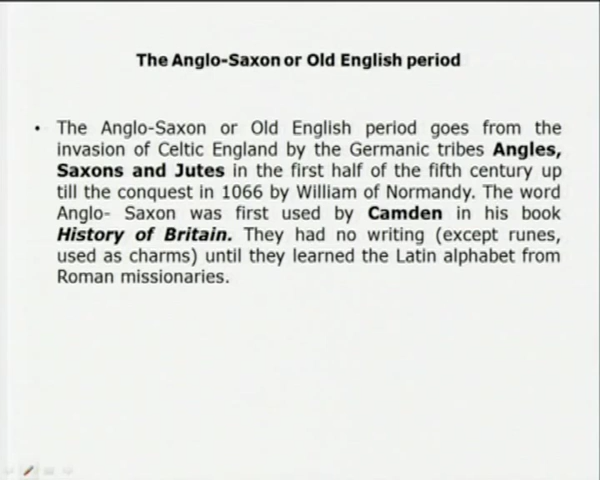 The Anglo-Saxon or Old English period
• The Anglo-Saxon or Old English period goes from the
invasion of Celtic England by the Germanic tribes Angles,
Saxons and Jutes in the first half of the fifth century up
till the conquest in 1066 by William of Normandy. The word
Anglo- Saxon was first used by Camden in his book
History of Britain. They had no writing (except runes,
used as charms) until they learned the Latin alphabet from
Roman missionaries.